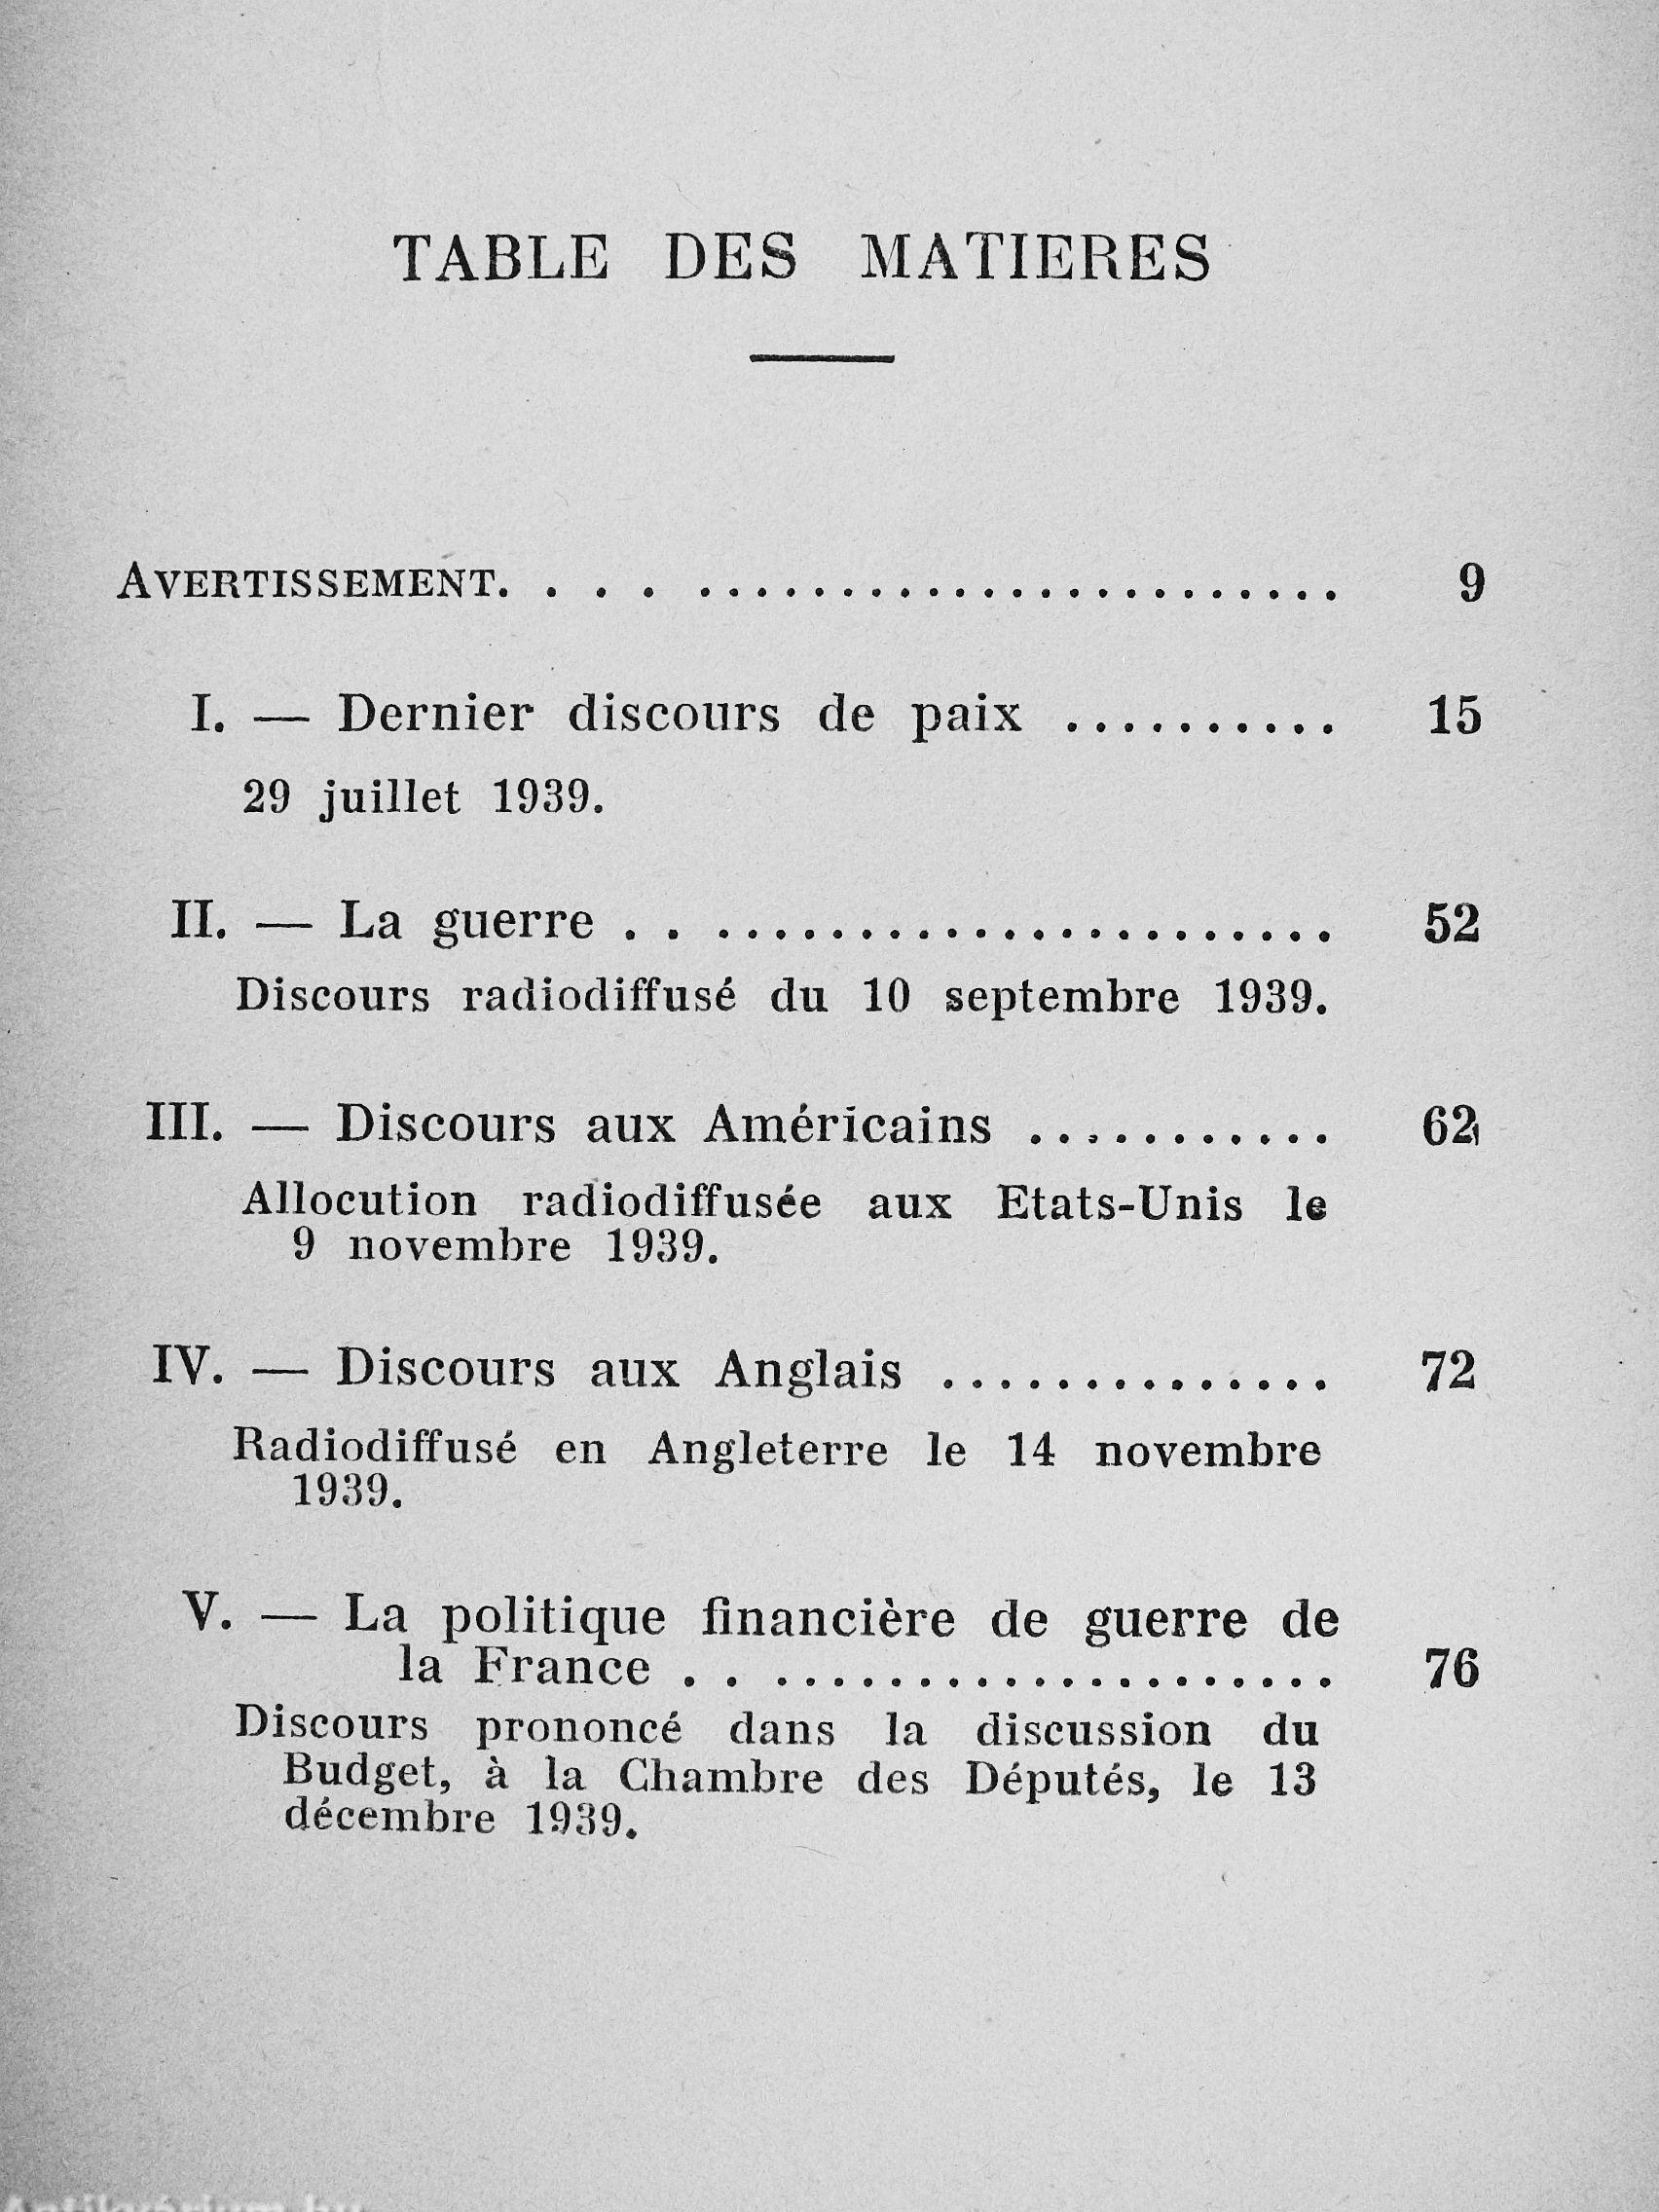 TABLE DES MATIERES
AVERTISSEMENT. . . . ....................... 9
I. — Dernier discours de paix .......... 15
29 juillet 1939.
II. — La guerre . . ...................... 52
Discours radiodiffusé du 10 septembre 1939.
III. — Discours aux Américains ........... 62
Allocution radiodiffusée aux Etats-Unis le
9 novembre 1939.
IV. — Discours aux Anglais .............. 72
Radiodiffusé en Angleterre le 14 novembre
1939.
V. — La politique financière de guerre de
la France . . .................... 76
Discours prononcé dans la discussion du
Budget, à la Chambre des Députés, le 13
décembre 1939.